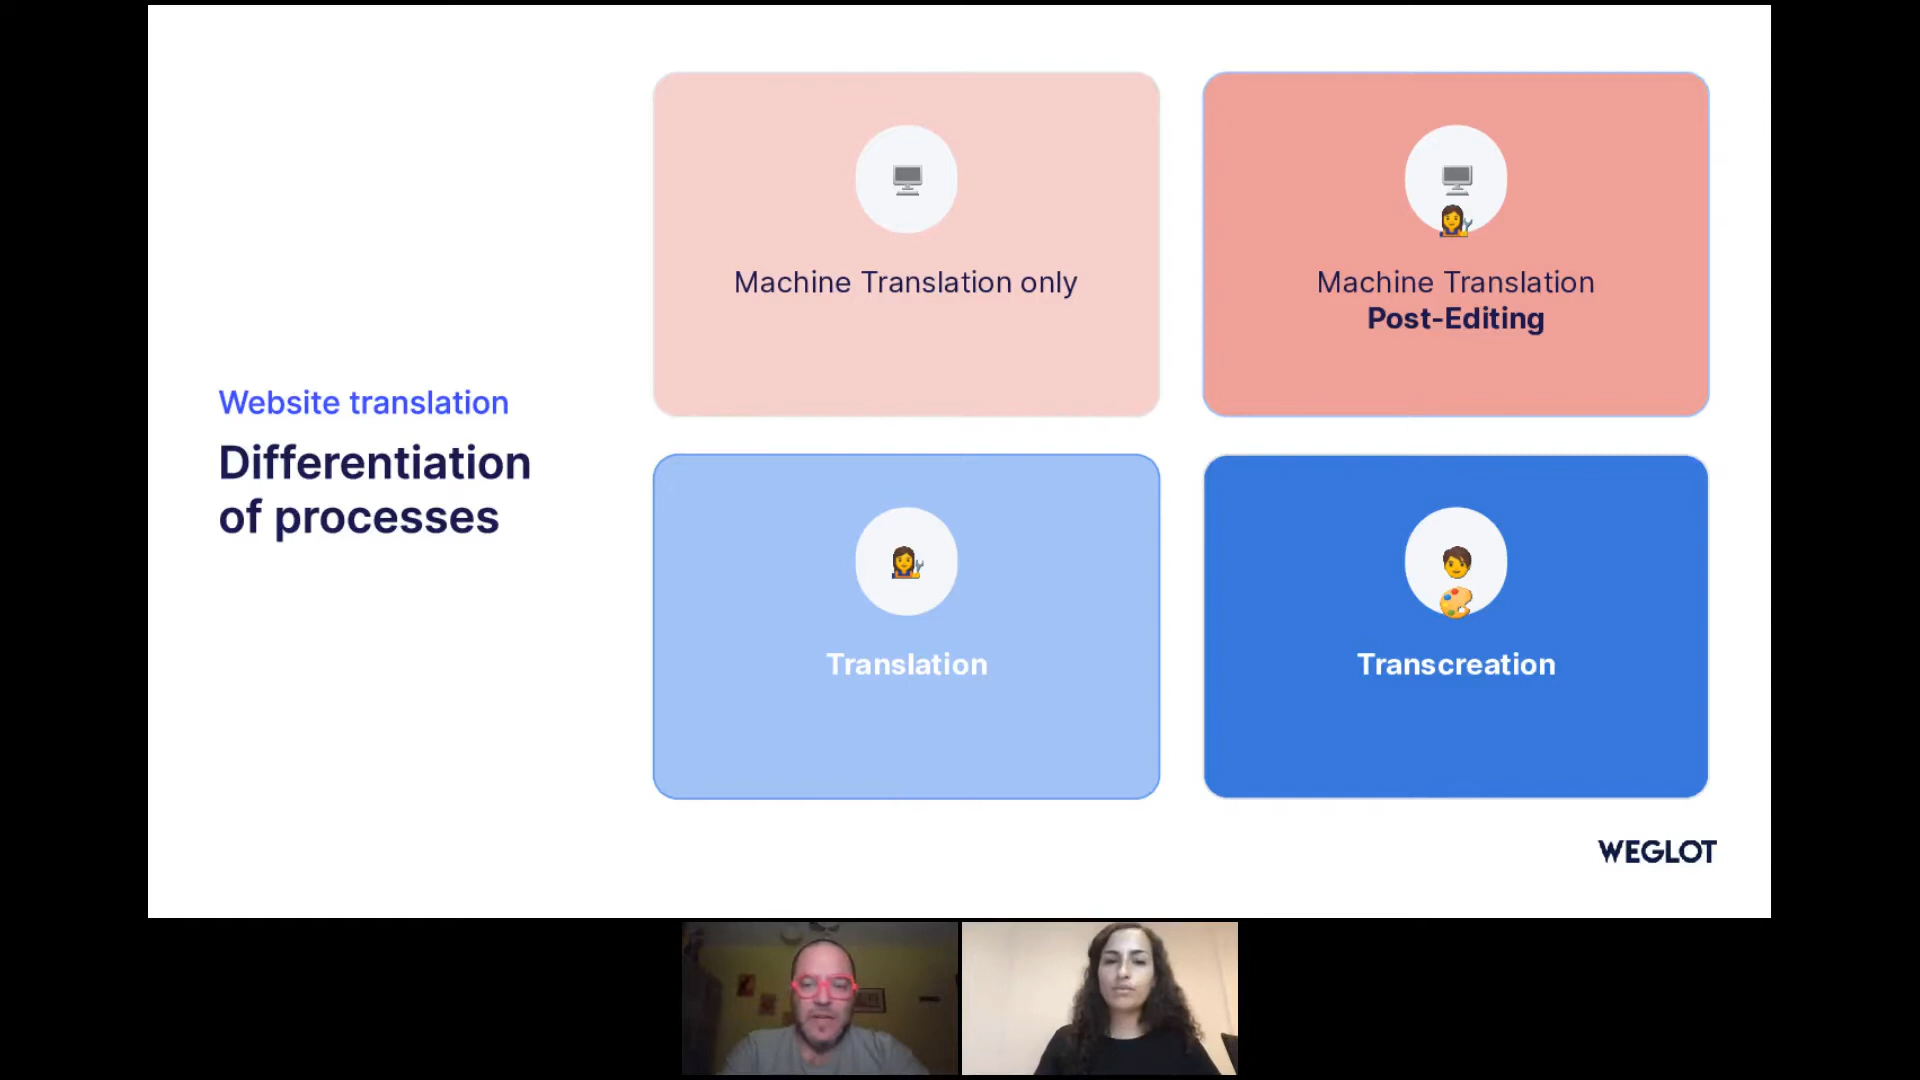 Website translation
Differentiation
of processes
Machine Translation only
Machine Translation
Post-Editing
Translation
Transcreation
WEGLOT